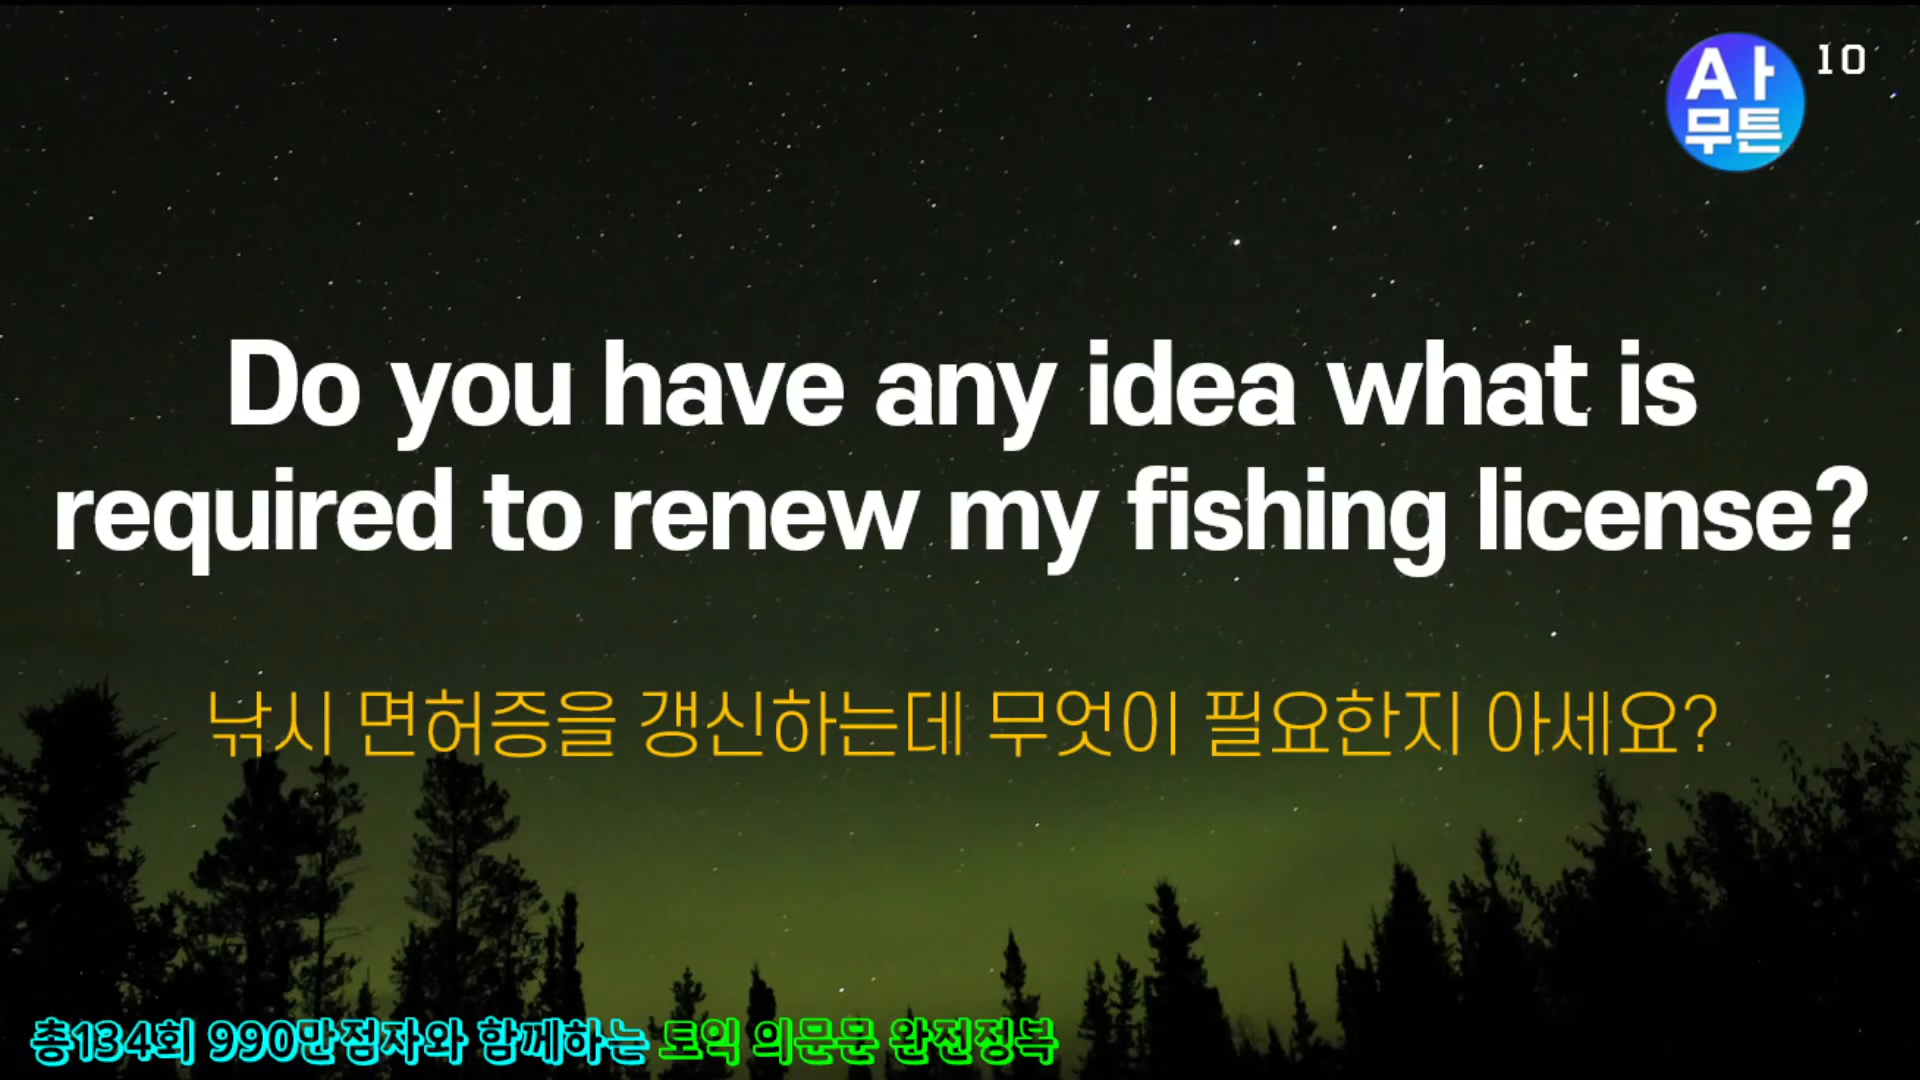 사
무튼
10
Do you have any idea what is
required to renew my fishing license?
낚시 면허증을 갱신하는데 무엇이 필요한지 아세요?
총134회 990만점자와 함께하는 토익 의문문 완전정복